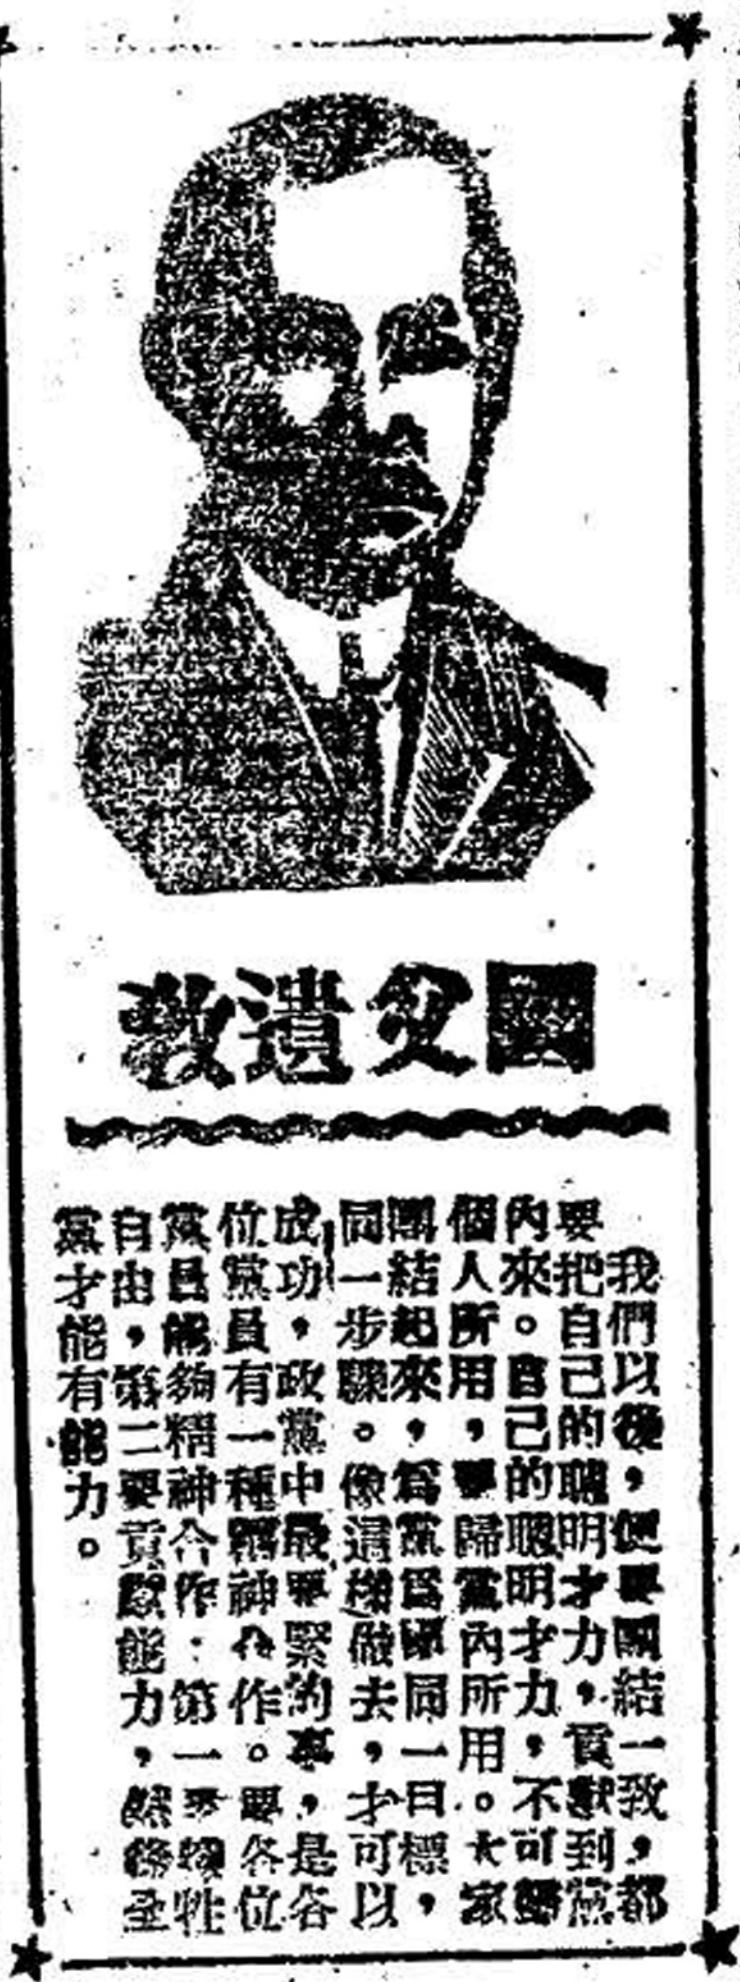 國父遺教
我們以後，便要團結一致，都
要把自己的聰明才力，貢獻到黨
內來。自己的聰明才力，不可歸
個人所用，要歸黨內所用。大家
團結起來，為黨為國同一目標，
同一步驟。像這樣做去，才可以
成功，政黨中最要緊的事，是各
位黨員有一種精神合作。要各位
黨員能夠精神合作：第一要犧牲
自由，第二要貢獻能力，然後全
黨才能有能力。